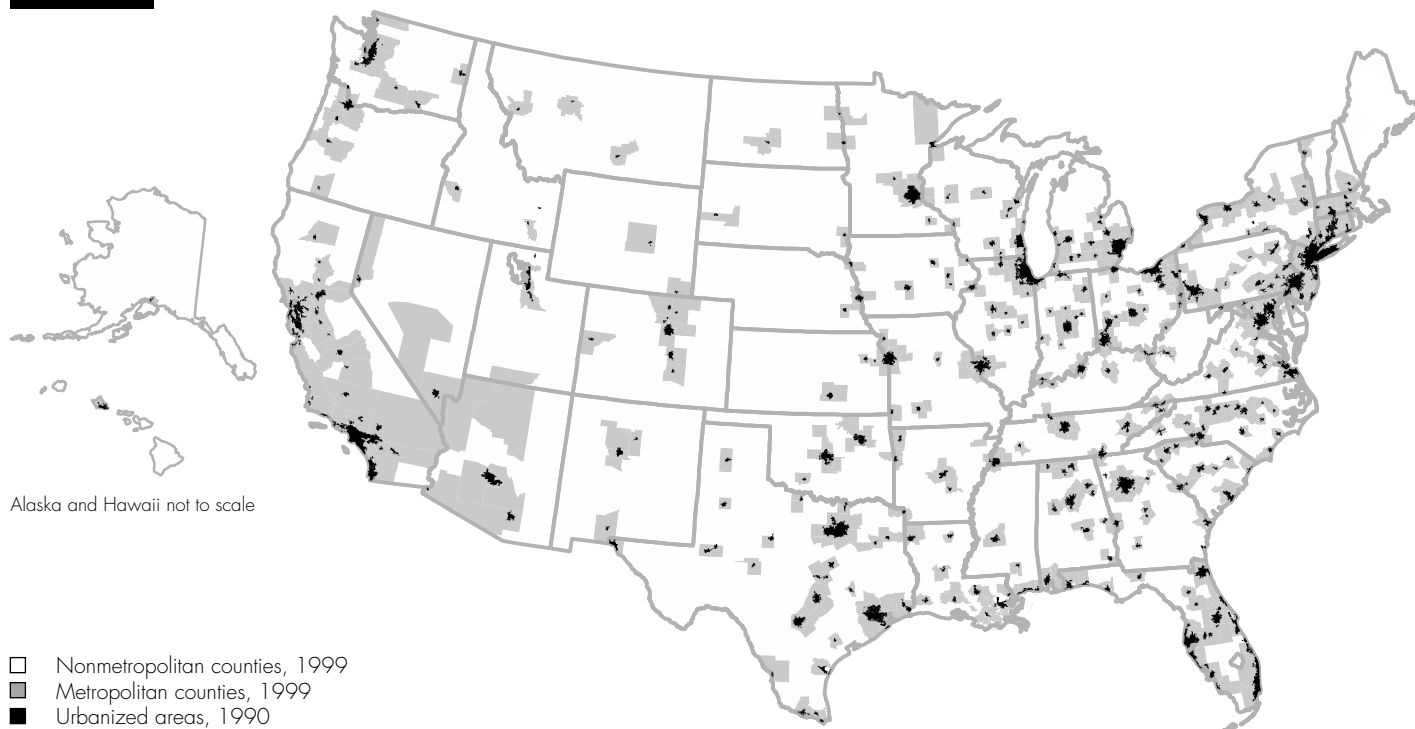 Alaska and Hawaii not to scale
Nonmetropolitan counties, 1999
Metropolitan counties, 1999
Urbanized areas, 1990